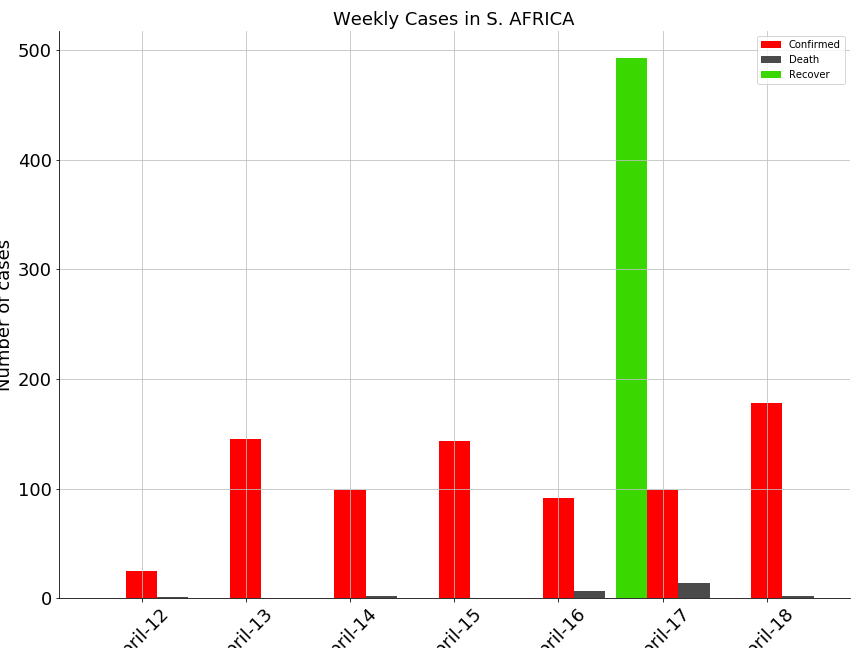 Weekly Cases in S. AFRICA
Confirmed
Death
Recover
Number of cases
500
400
300
200
100
0
pril-12
pril-13
pril-14
pril-15
pril-16
pril-17
pril-18